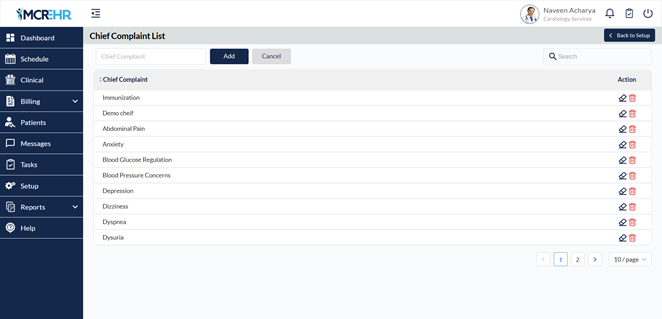 MCREHR
Naveen Acharya
Cardiology Services
Dashboard
Schedule
Clinical
Billing
Patients
Messages
Tasks
Setup
Reports
Help
Chief Complaint List
Back to Setup
Chief Complaint
Add
Cancel
Search
Chief Complaint
Action
Immunization
Demo cheif
Abdominal Pain
Anxiety
Blood Glucose Regulation
Blood Pressure Concerns
Depression
Dizziness
Dyspnea
Dysuria
1
2
10 / page